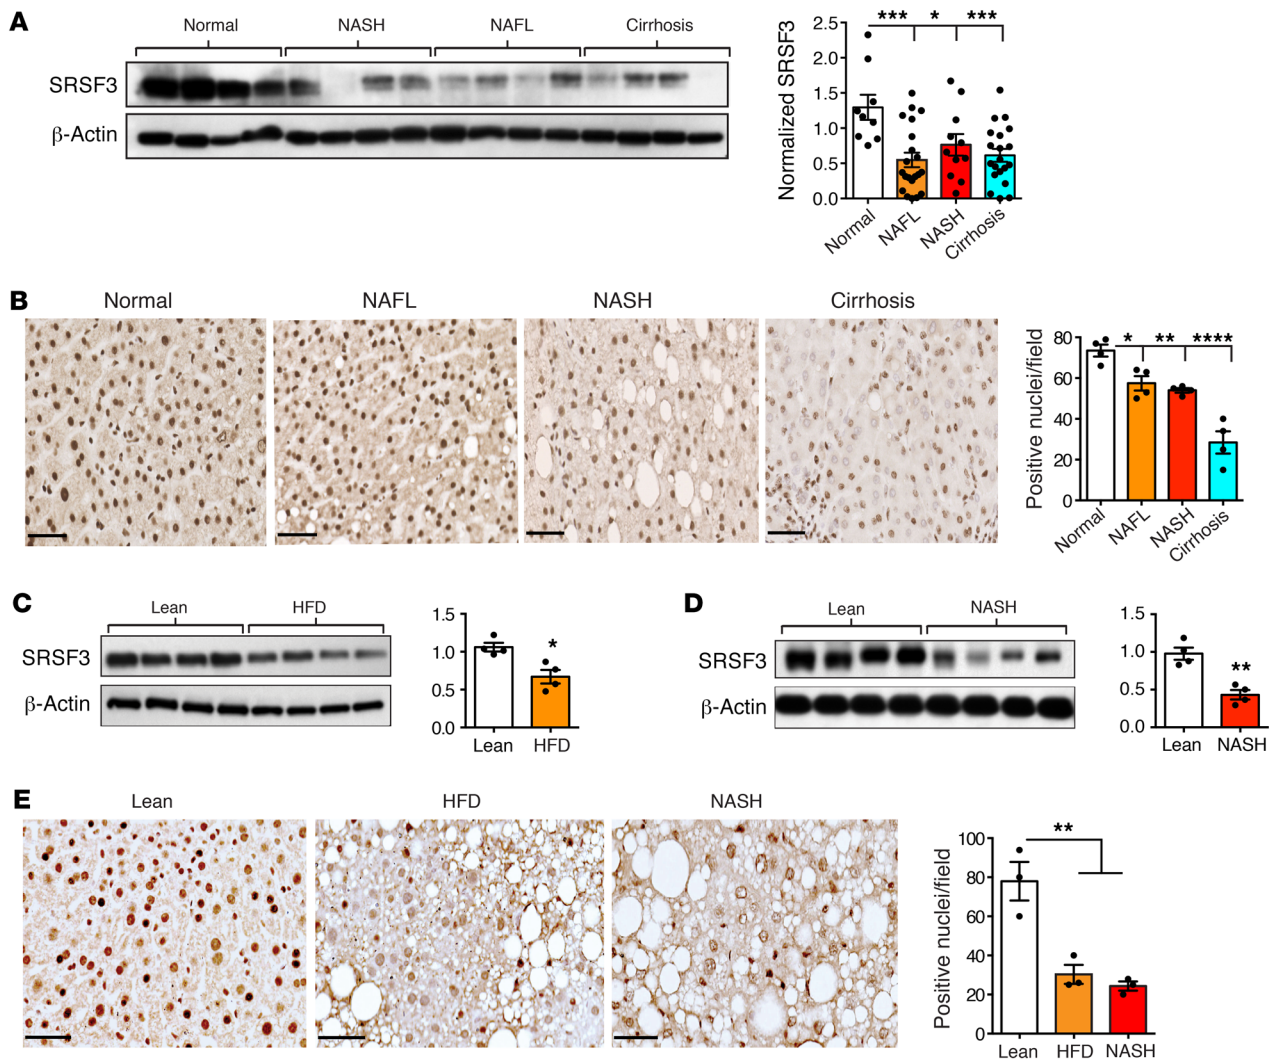 A
Normal NASH NAFL Cirrhosis
SRSF3
β-Actin
Normalized SRSF3
2.5
2.0
1.5
1.0
0.5
0.0
*** * ***
Normal NAFL NASH Cirrhosis
B
Normal NAFL NASH Cirrhosis
Positive nuclei/field
80
60
40
20
0
* ** ****
Normal NAFL NASH Cirrhosis
C
Lean HFD
SRSF3
β-Actin
1.5
1.0
0.5
0.0
*
Lean HFD
D
Lean NASH
SRSF3
β-Actin
1.5
1.0
0.5
0.0
**
Lean NASH
E
Lean HFD NASH
Positive nuclei/field
100
80
60
40
20
0
**
Lean HFD NASH